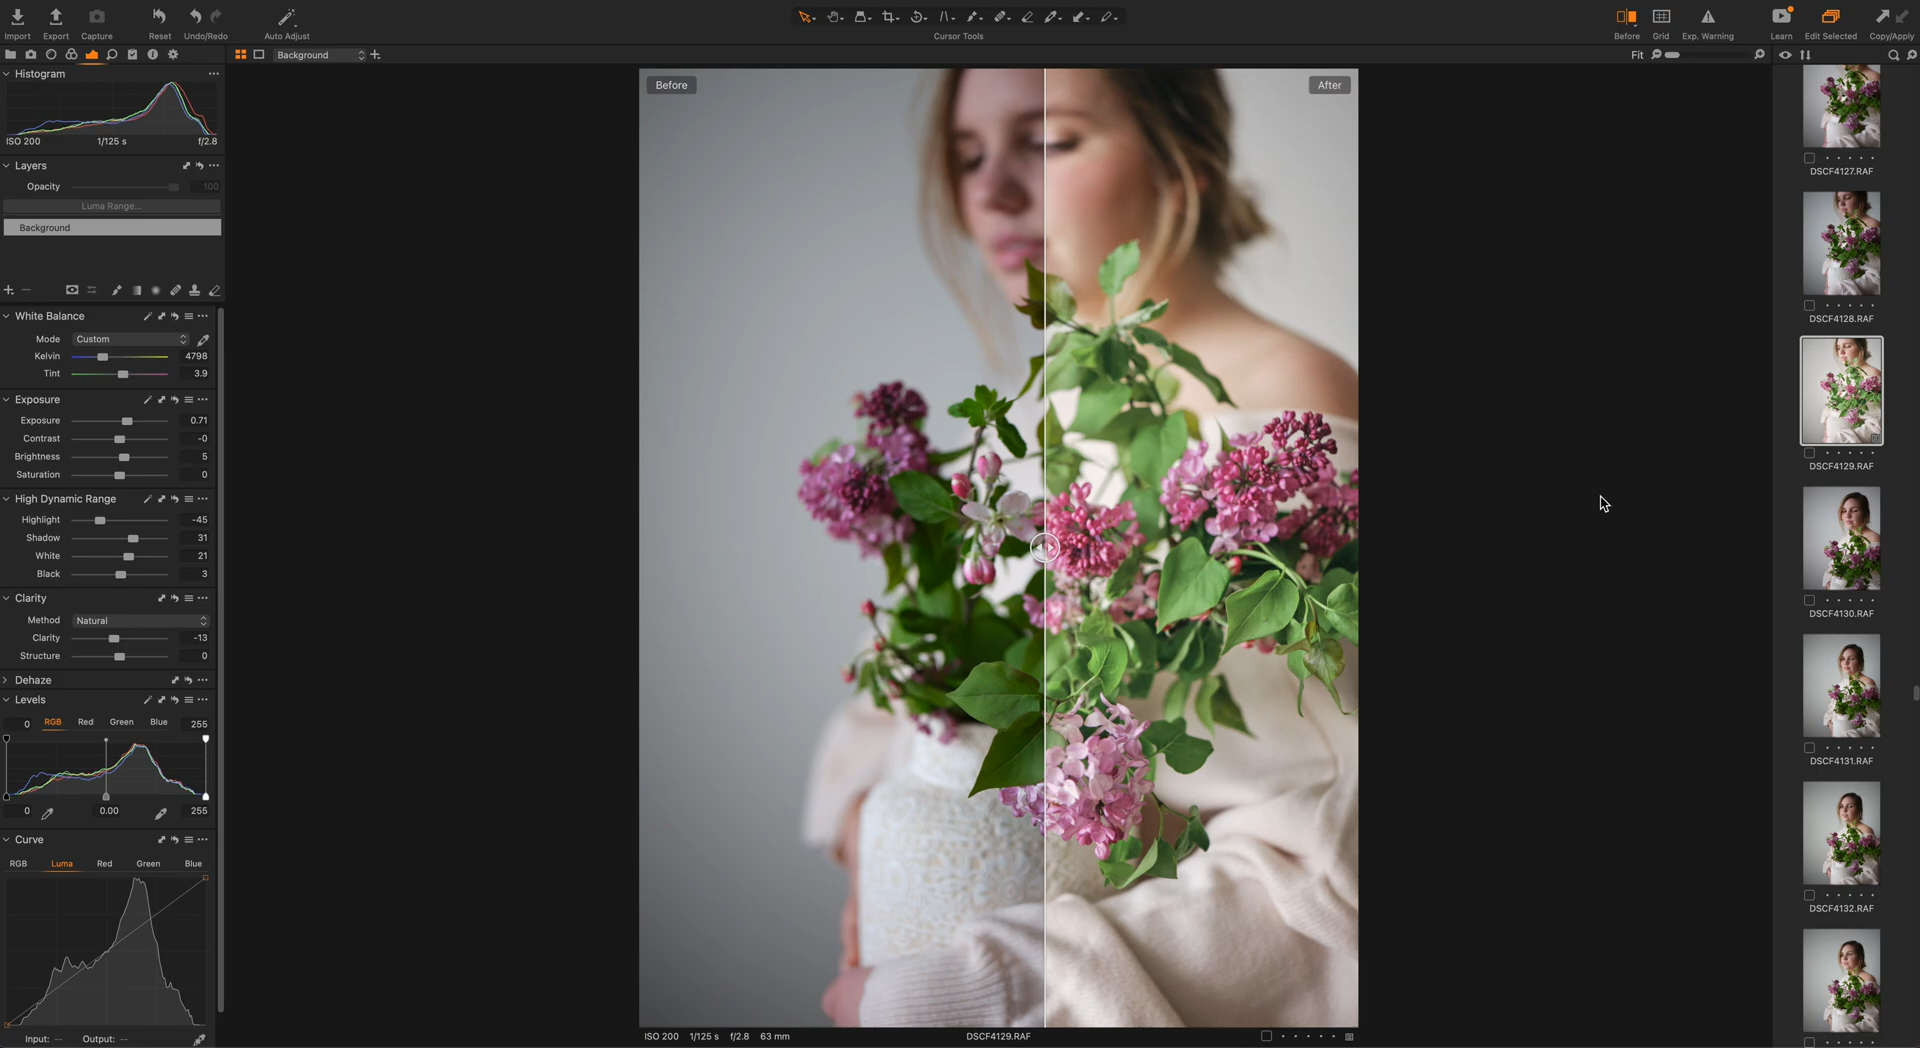 Import Export Capture Reset Undo/Redo Auto Adjust Cursor Tools Before Grid Exp. Warning Learn Edit Selected Copy/Apply
Background
Fit
Histogram
ISO 200 1/125 s f/2.8
Layers
Opacity 100
Luma Range...
Background
White Balance
Mode Custom
Kelvin 4798
Tint 3.9
Exposure
Exposure 0.71
Contrast -0
Brightness 5
Saturation 0
High Dynamic Range
Highlight -45
Shadow 31
White 21
Black 3
Clarity
Method Natural
Clarity -13
Structure 0
Dehaze
Levels
0 RGB Red Green Blue 255
0 0.00 255
Curve
RGB Luma Red Green Blue
Input: -- Output: --
Before After
ISO 200 1/125 s f/2.8 63 mm DSCF4129.RAF
DSCF4127.RAF
DSCF4128.RAF
DSCF4129.RAF
DSCF4130.RAF
DSCF4131.RAF
DSCF4132.RAF